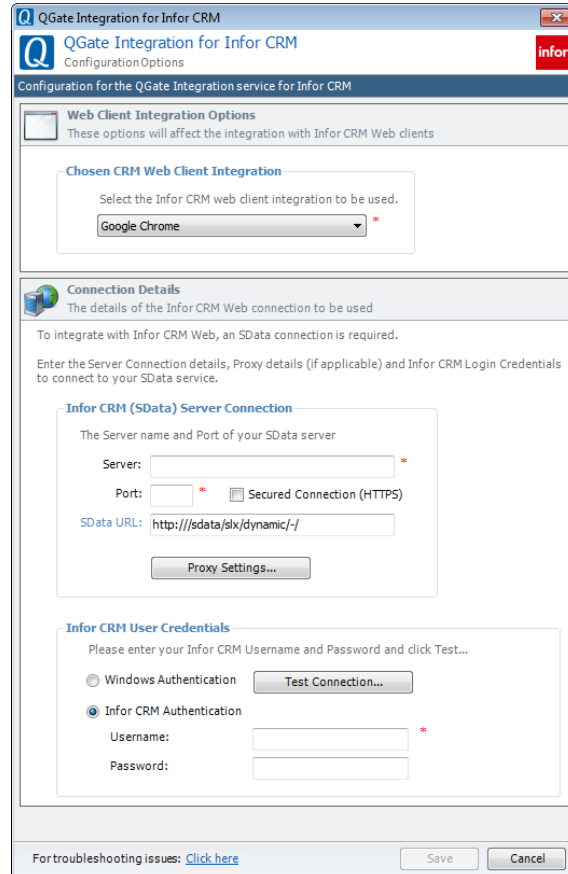 QGate Integration for Infor CRM
QGate Integration for Infor CRM
Configuration Options
infor
Configuration for the QGate Integration service for Infor CRM
Web Client Integration Options
These options will affect the integration with Infor CRM Web clients
Chosen CRM Web Client Integration
Select the Infor CRM web client integration to be used.
Google Chrome *
Connection Details
The details of the Infor CRM Web connection to be used
To integrate with Infor CRM Web, an SData connection is required.
Enter the Server Connection details, Proxy details (if applicable) and Infor CRM Login Credentials
to connect to your SData service.
Infor CRM (SData) Server Connection
The Server name and Port of your SData server
Server: *
Port: * Secured Connection (HTTPS)
SData URL: http:///sdata/slx/dynamic/-/
Proxy Settings...
Infor CRM User Credentials
Please enter your Infor CRM Username and Password and click Test...
Windows Authentication Test Connection...
Infor CRM Authentication
Username: *
Password:
For troubleshooting issues: Click here Save Cancel